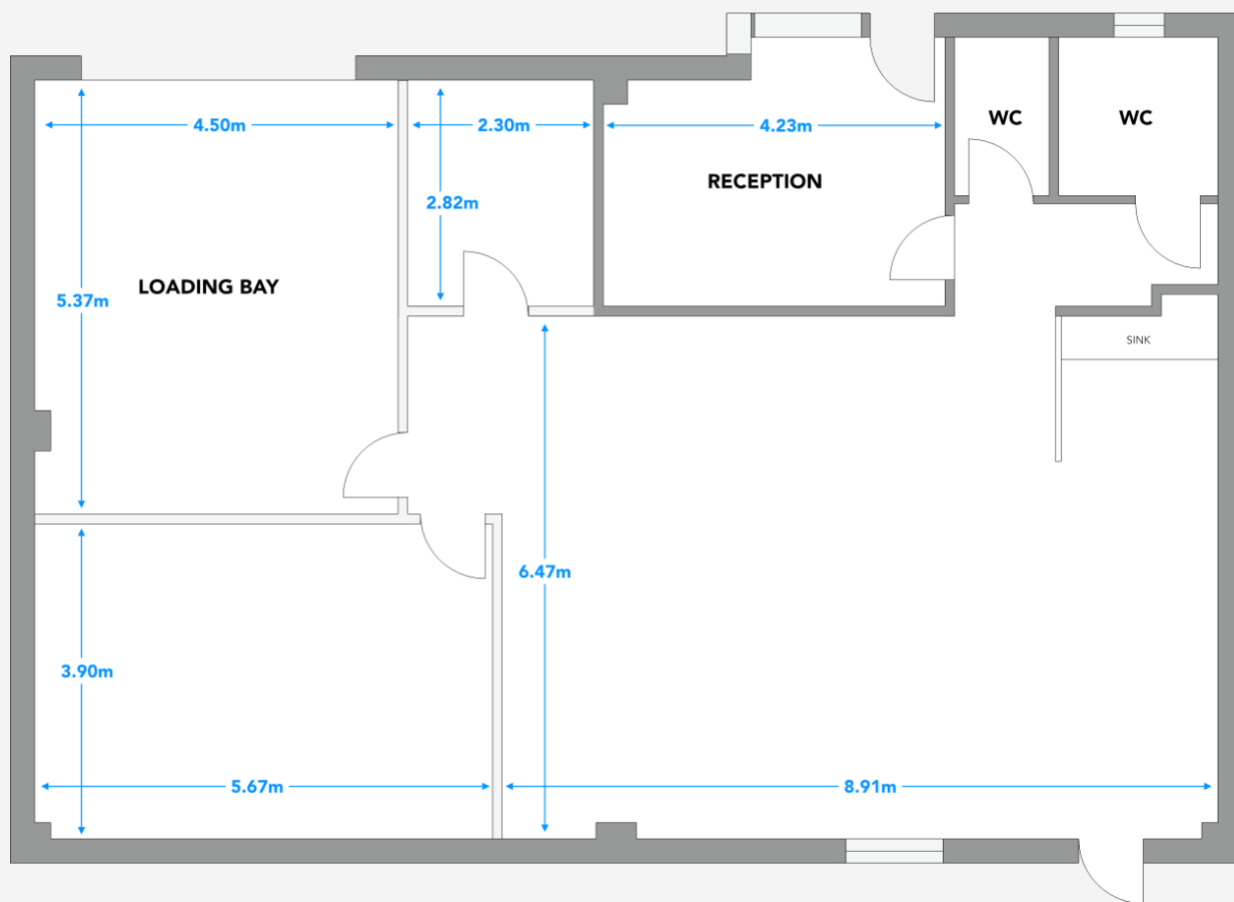 4.50m
2.30m
4.23m
WC
WC
RECEPTION
2.82m
LOADING BAY
5.37m
SINK
6.47m
3.90m
5.67m
8.91m